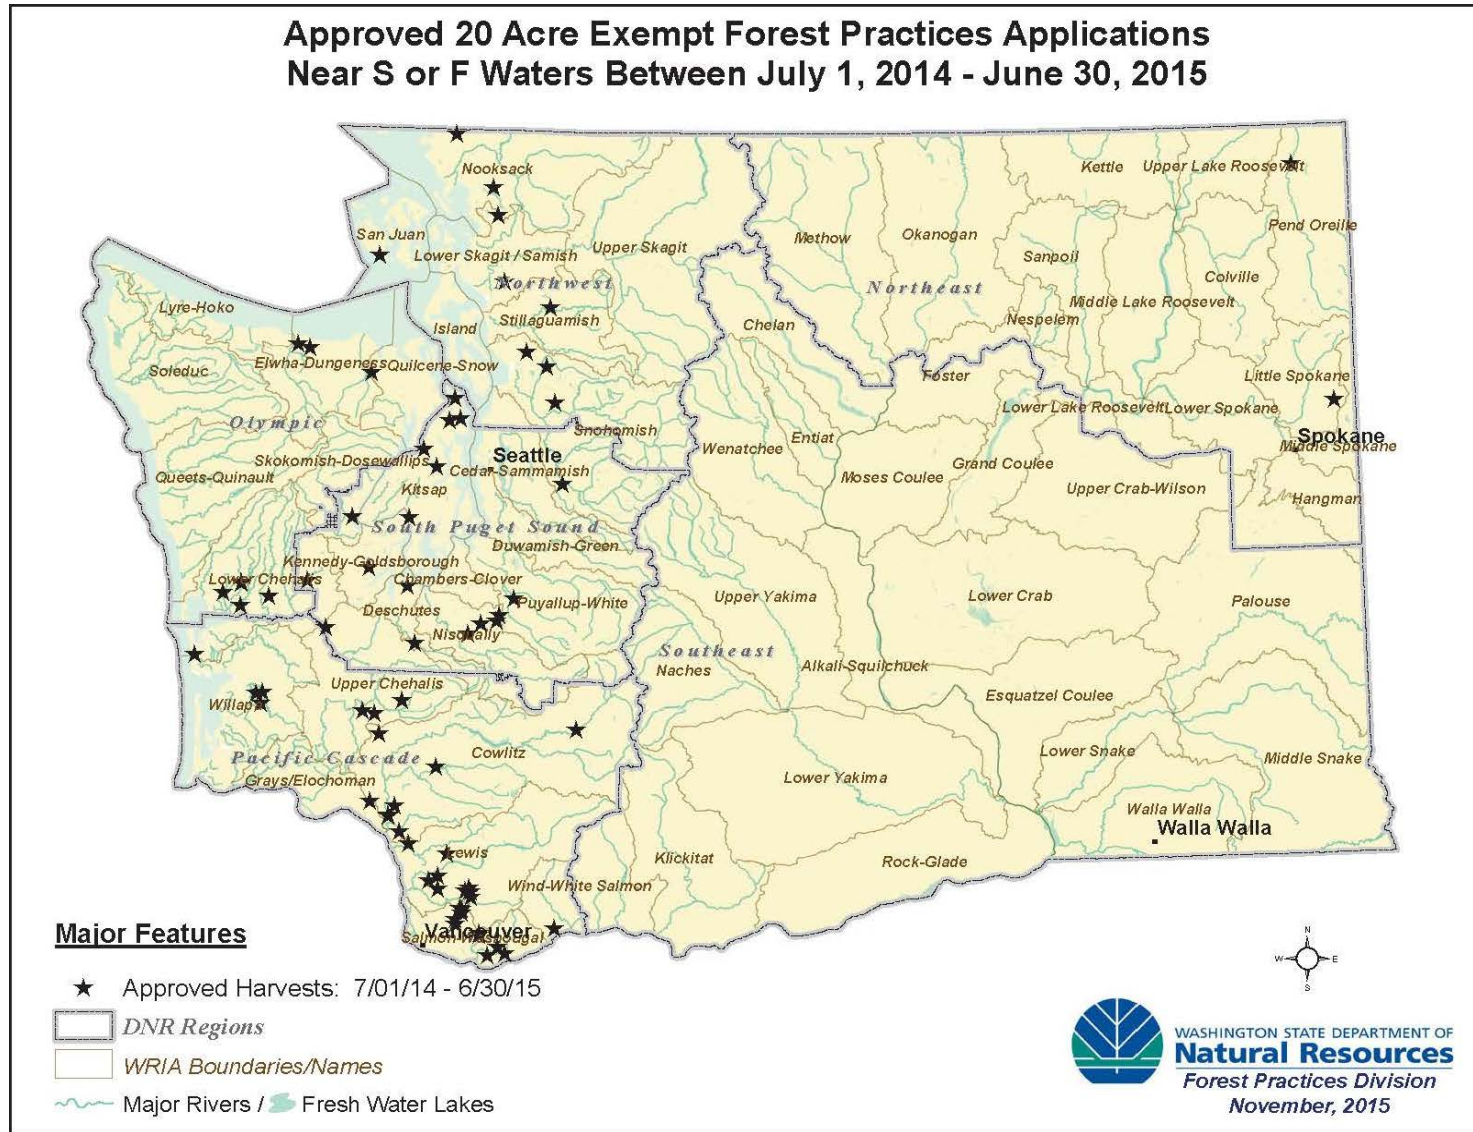 Approved 20 Acre Exempt Forest Practices Applications
Near S or F Waters Between July 1, 2014 - June 30, 2015
Nooksack
Kettle
Upper Lake Roosevelt
San Juan
Pend Oreille
Methow
Okanogan
Lower Skagit / Samish
Upper Skagit
Sanpoil
Colville
Northwest
Northeast
Lyre-Hoko
Middle Lake Roosevelt
Stillaguamish
Nespelem
Island
Chelan
Elwha-Dungeness
Quilcene-Snow
Soleduc
Foster
Little Spokane
Lower Lake Roosevelt
Lower Spokane
Olympic
Snohomish
Entiat
Spokane
Middle Spokane
Wenatchee
Seattle
Skokomish-Dosewallips
Cedar-Sammamish
Grand Coulee
Queets-Quinault
Moses Coulee
Kitsap
Upper Crab-Wilson
Hangman
South Puget Sound
Duwamish-Green
Kennedy-Goldsborough
Lower Chehalis
Chambers-Clover
Upper Yakima
Lower Crab
Puyallup-White
Palouse
Deschutes
Nisqually
Southeast
Naches
Alkali-Squilchuck
Upper Chehalis
Esquatzel Coulee
Willapa
Cowlitz
Lower Snake
Pacific Cascade
Middle Snake
Grays/Elochoman
Lower Yakima
Walla Walla
Walla Walla
Lewis
Klickitat
Rock-Glade
Wind-White Salmon
Vancouver
Salmon-Washougal
Major Features
Approved Harvests: 7/01/14 - 6/30/15
DNR Regions
WRIA Boundaries/Names
Major Rivers / Fresh Water Lakes
N
W E
S
WASHINGTON STATE DEPARTMENT OF
Natural Resources
Forest Practices Division
November, 2015